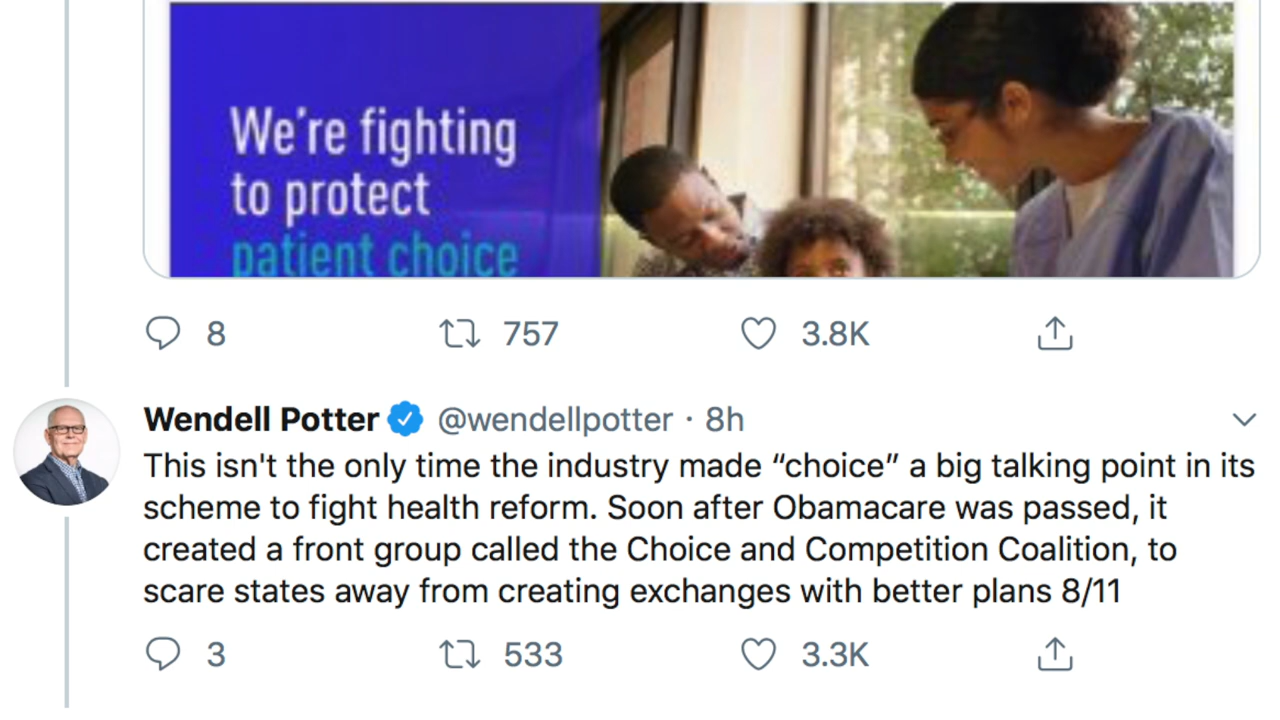 We're fighting
to protect
patient choice
8 757 3.8K
Wendell Potter @wendellpotter · 8h
This isn't the only time the industry made “choice” a big talking point in its
scheme to fight health reform. Soon after Obamacare was passed, it
created a front group called the Choice and Competition Coalition, to
scare states away from creating exchanges with better plans 8/11
3 533 3.3K